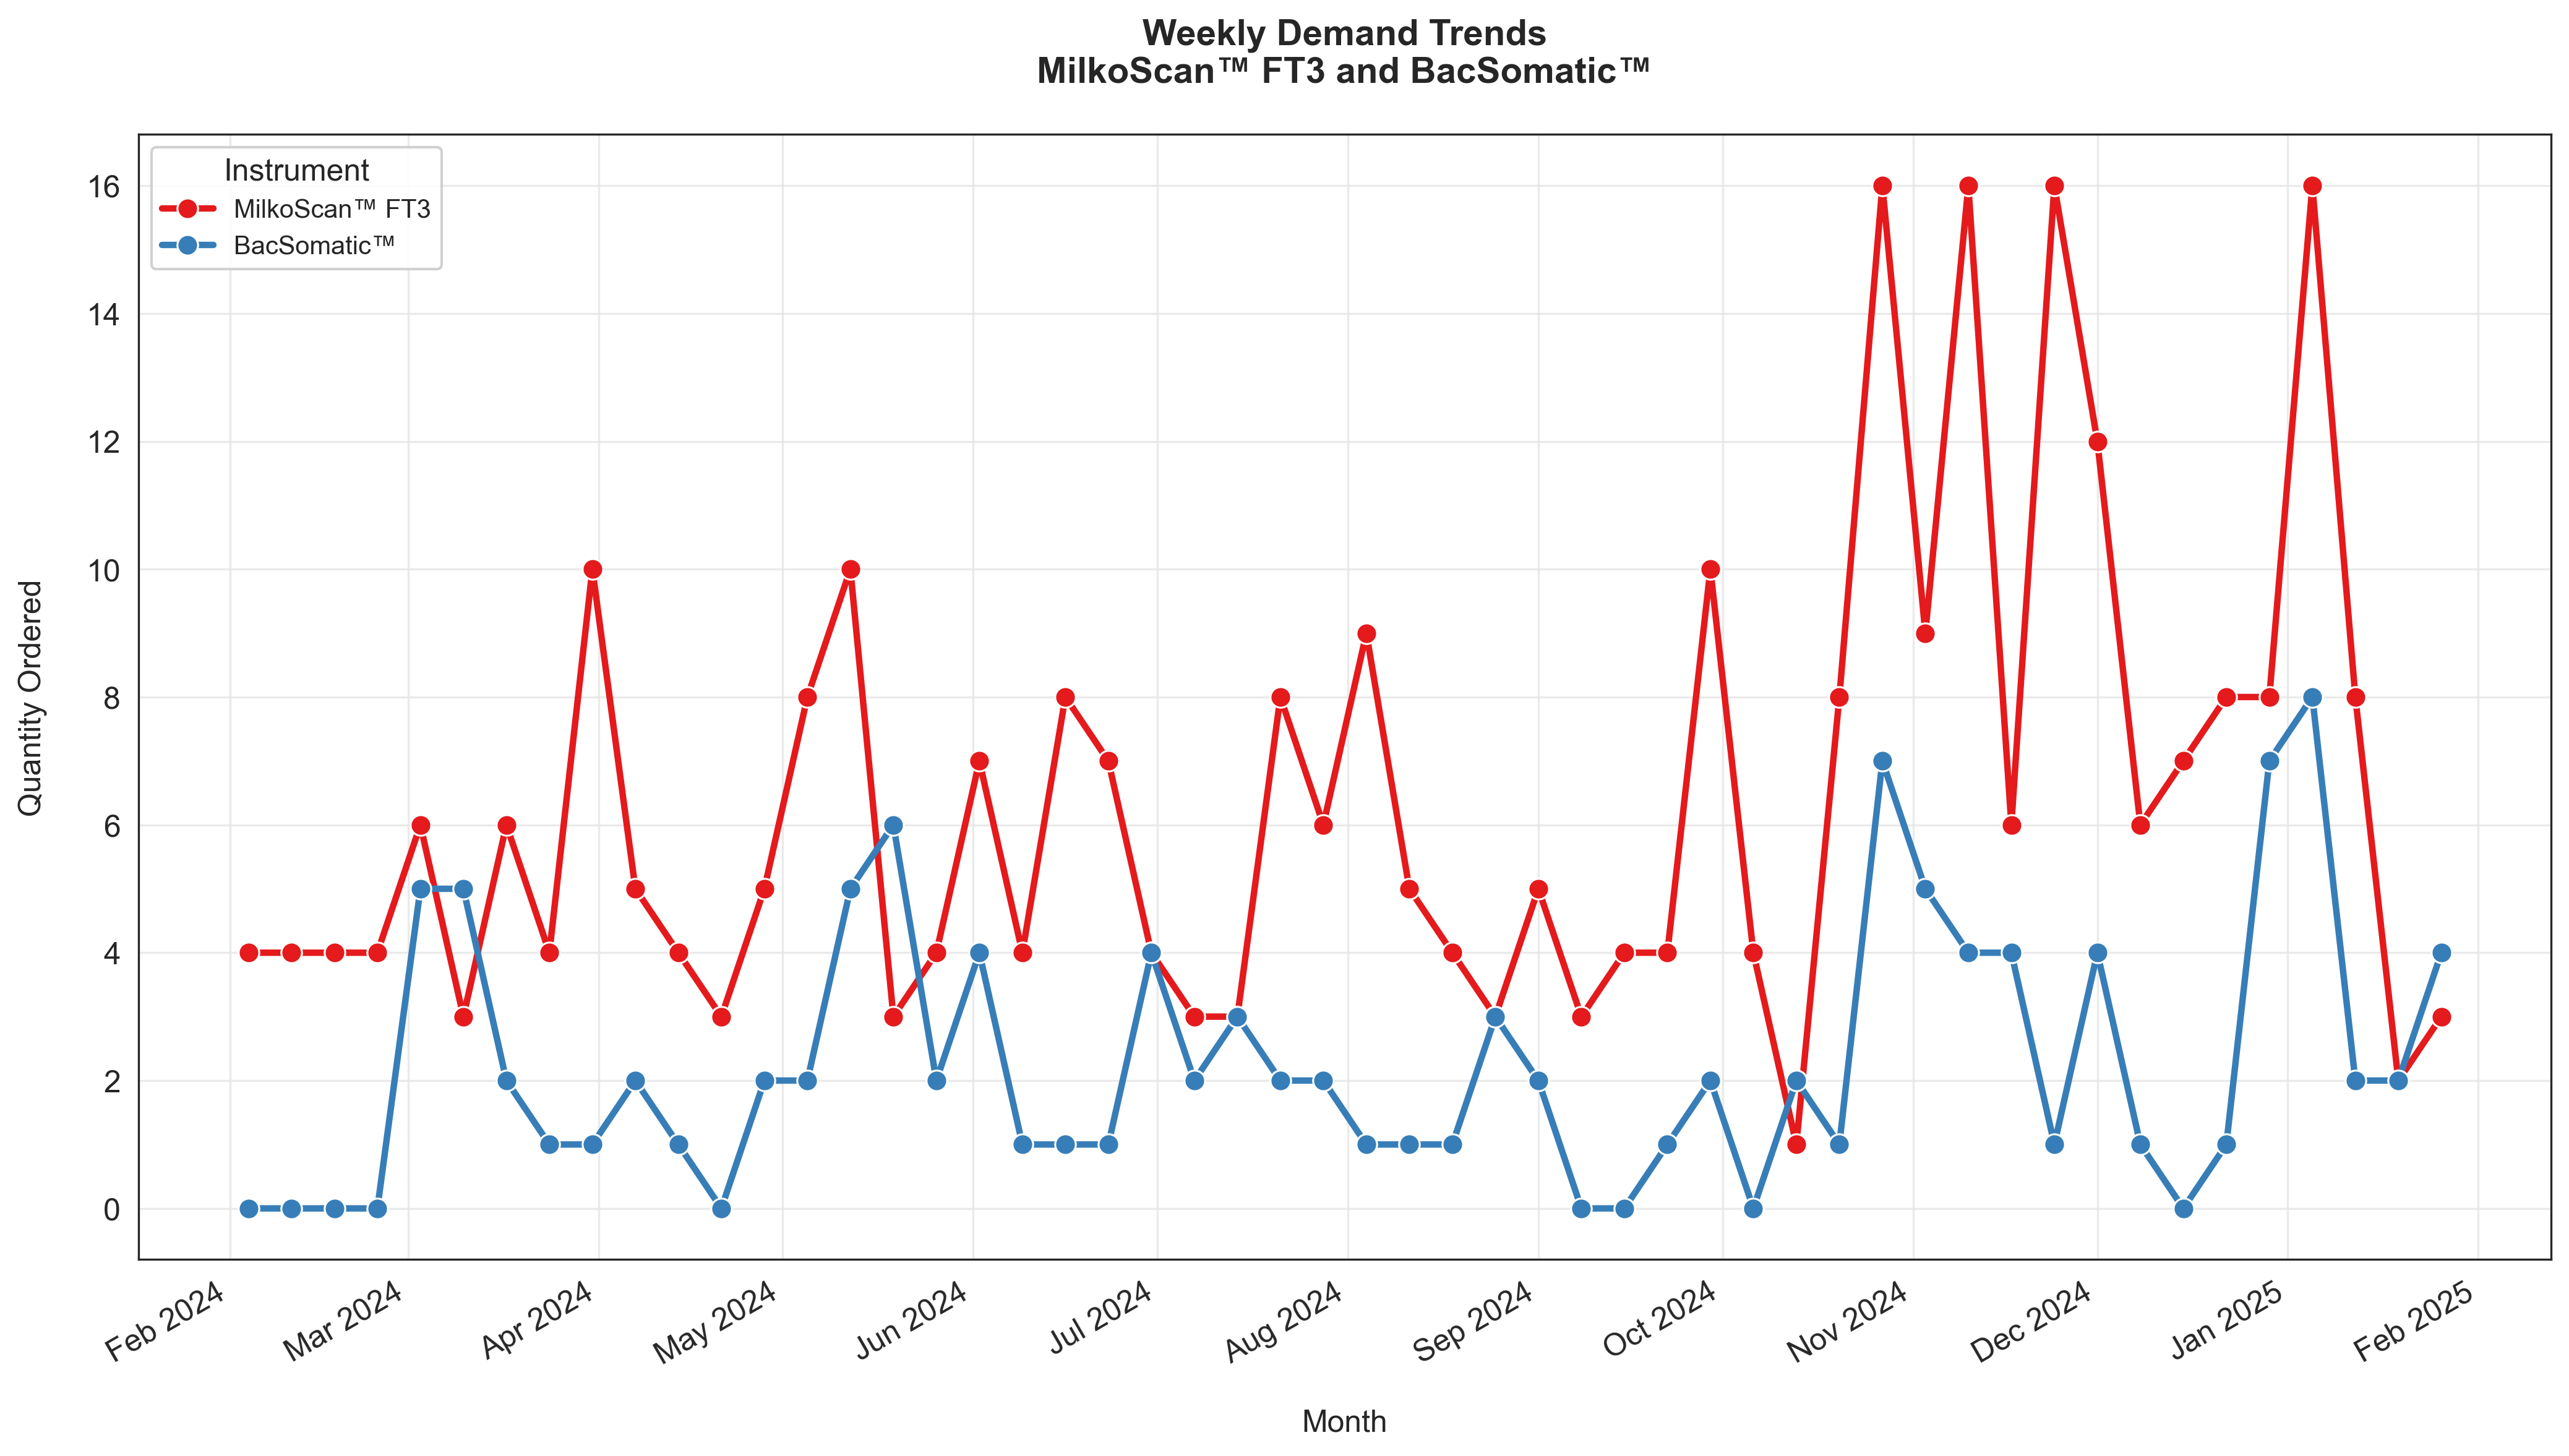 Weekly Demand Trends
MilkoScan™ FT3 and BacSomatic™
Instrument
MilkoScan™ FT3
BacSomatic™
Quantity Ordered
16
14
12
10
8
6
4
2
0
Feb 2024
Mar 2024
Apr 2024
May 2024
Jun 2024
Jul 2024
Aug 2024
Sep 2024
Oct 2024
Nov 2024
Dec 2024
Jan 2025
Feb 2025
Month